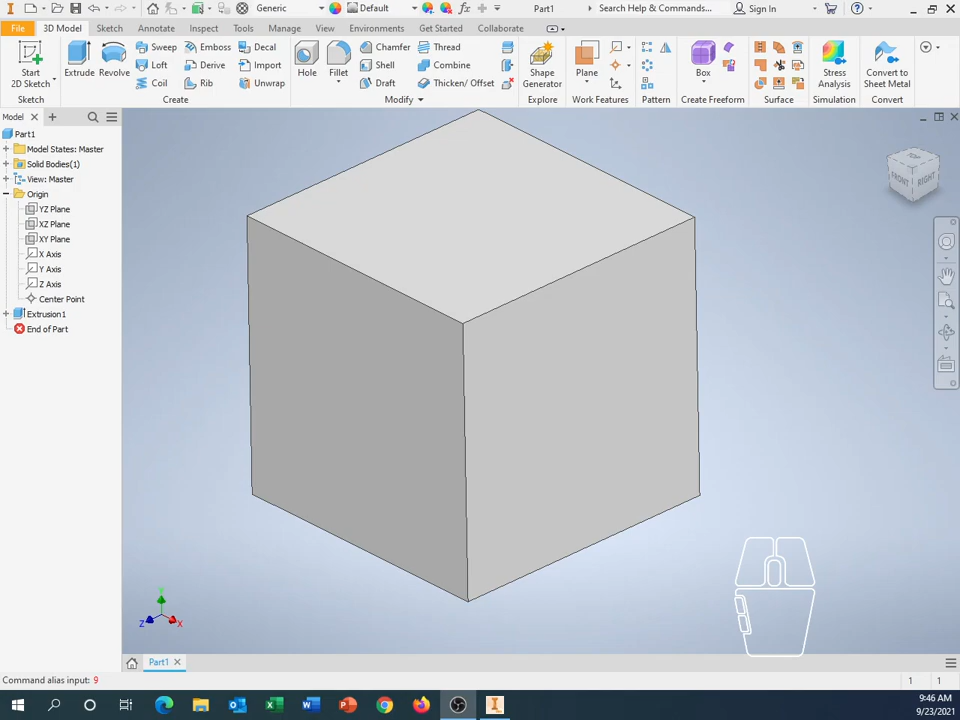 Generic
Default
fx
Part1
Search Help & Commands...
Sign In
File
3D Model
Sketch
Annotate
Inspect
Tools
Manage
View
Environments
Get Started
Collaborate
Start
2D Sketch
Extrude
Revolve
Sweep
Loft
Coil
Emboss
Derive
Rib
Decal
Import
Unwrap
Hole
Fillet
Chamfer
Shell
Draft
Thread
Combine
Thicken/ Offset
Shape
Generator
Plane
Box
Stress
Analysis
Convert to
Sheet Metal
Sketch
Create
Modify
Explore
Work Features
Pattern
Create Freeform
Surface
Simulation
Convert
Model
Part1
Model States: Master
Solid Bodies(1)
View: Master
Origin
YZ Plane
XZ Plane
XY Plane
X Axis
Y Axis
Z Axis
Center Point
Extrusion1
End of Part
FRONT
RIGHT
Z
X
Part1
Command alias input: 9
1
1
9:46 AM
9/23/2021